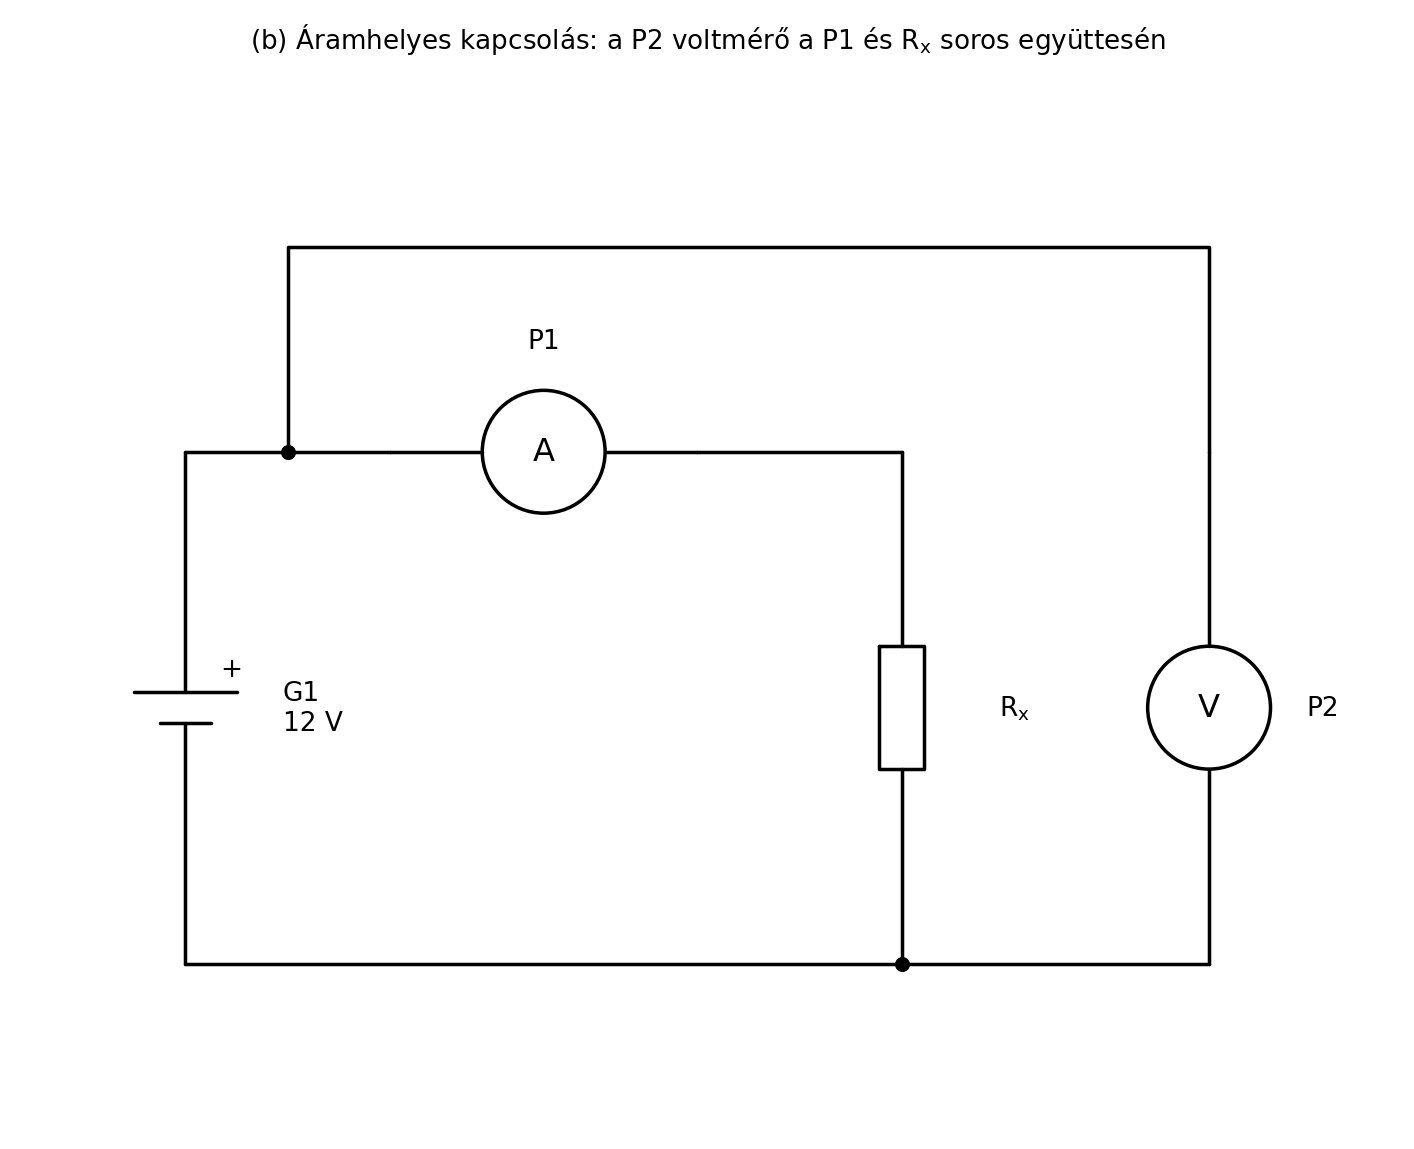 (b) Áramhelyes kapcsolás: a P2 voltmérő a P1 és Rₓ soros együttesén
P1
A
+
G1
12 V
Rₓ
V
P2